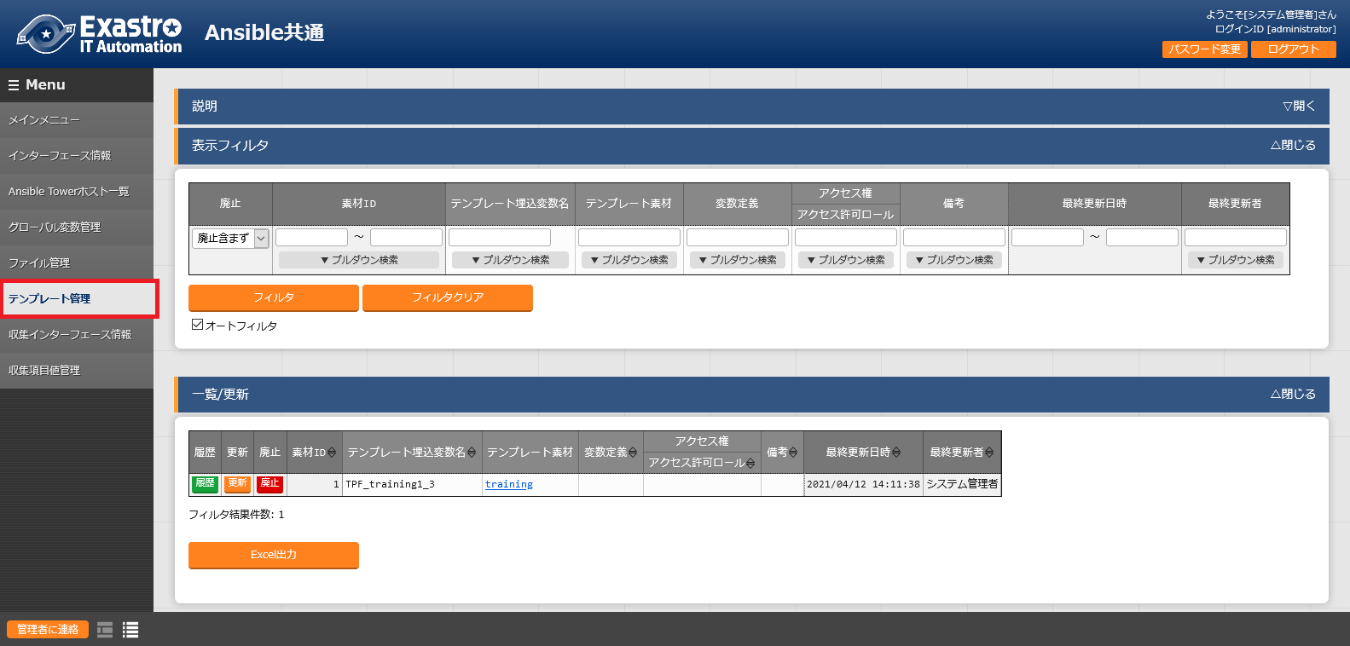 Exastro
IT Automation
Ansible共通
ようこそ[システム管理者]さん
ログインID [administrator]
パスワード変更 ログアウト
☰ Menu
メインメニュー
インターフェース情報
Ansible Towerホスト一覧
グローバル変数管理
ファイル管理
テンプレート管理
収集インターフェース情報
収集項目値管理
説明 ▽開く
表示フィルタ △閉じる
廃止 素材ID テンプレート埋込変数名 テンプレート素材 変数定義 アクセス権 備考 最終更新日時 最終更新者
アクセス許可ロール
廃止含まず ～ ～
▼プルダウン検索 ▼プルダウン検索 ▼プルダウン検索 ▼プルダウン検索 ▼プルダウン検索 ▼プルダウン検索 ▼プルダウン検索
フィルタ フィルタクリア
オートフィルタ
一覧/更新 △閉じる
履歴 更新 廃止 素材ID テンプレート埋込変数名 テンプレート素材 変数定義 アクセス権 備考 最終更新日時 最終更新者
アクセス許可ロール
履歴 更新 廃止 1 TPF_training1_3 training 2021/04/12 14:11:38 システム管理者
フィルタ結果件数: 1
Excel出力
管理者に連絡